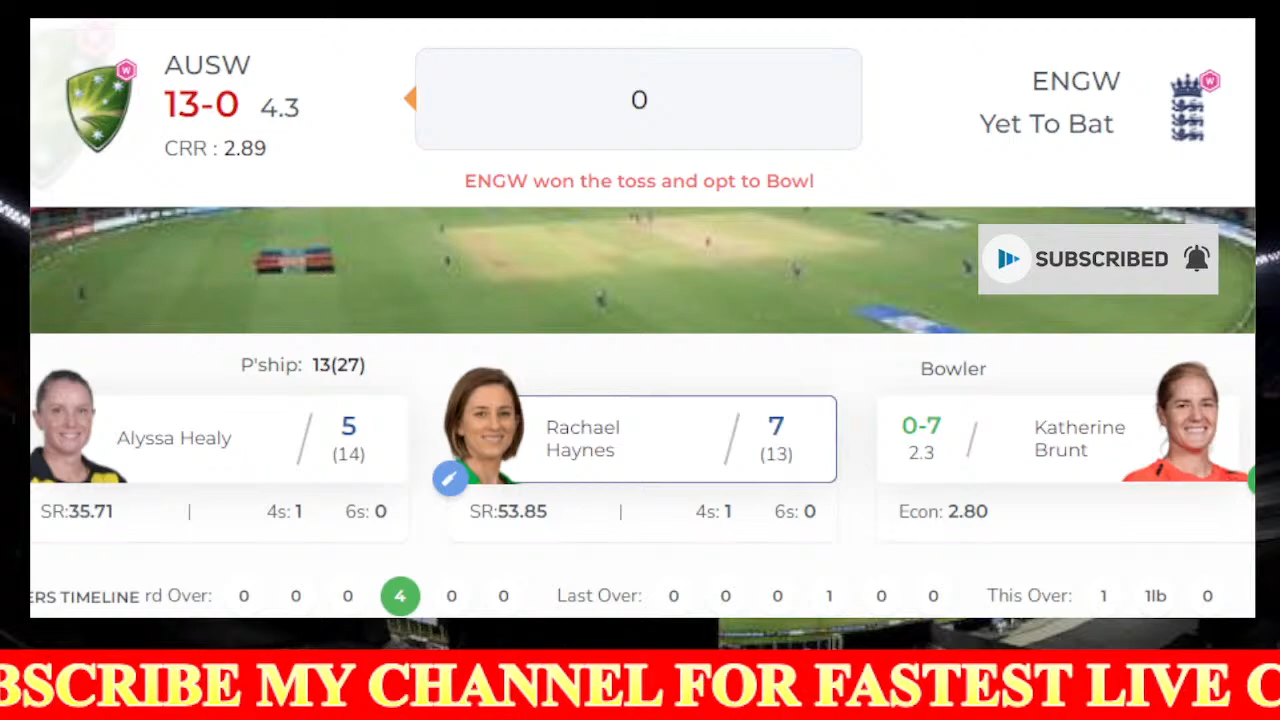 AUSW
13-0 4.3
CRR : 2.89
0
ENGW
Yet To Bat
ENGW won the toss and opt to Bowl
SUBSCRIBED
P'ship: 13(27)
Alyssa Healy
5
(14)
SR:35.71 | 4s: 1 6s: 0
Rachael
Haynes
7
(13)
SR:53.85 | 4s: 1 6s: 0
Bowler
0-7
2.3
Katherine
Brunt
Econ: 2.80
ERS TIMELINE rd Over: 0 0 0 4 0 0 Last Over: 0 0 0 1 0 0 This Over: 1 1lb 0
BSCRIBE MY CHANNEL FOR FASTEST LIVE C